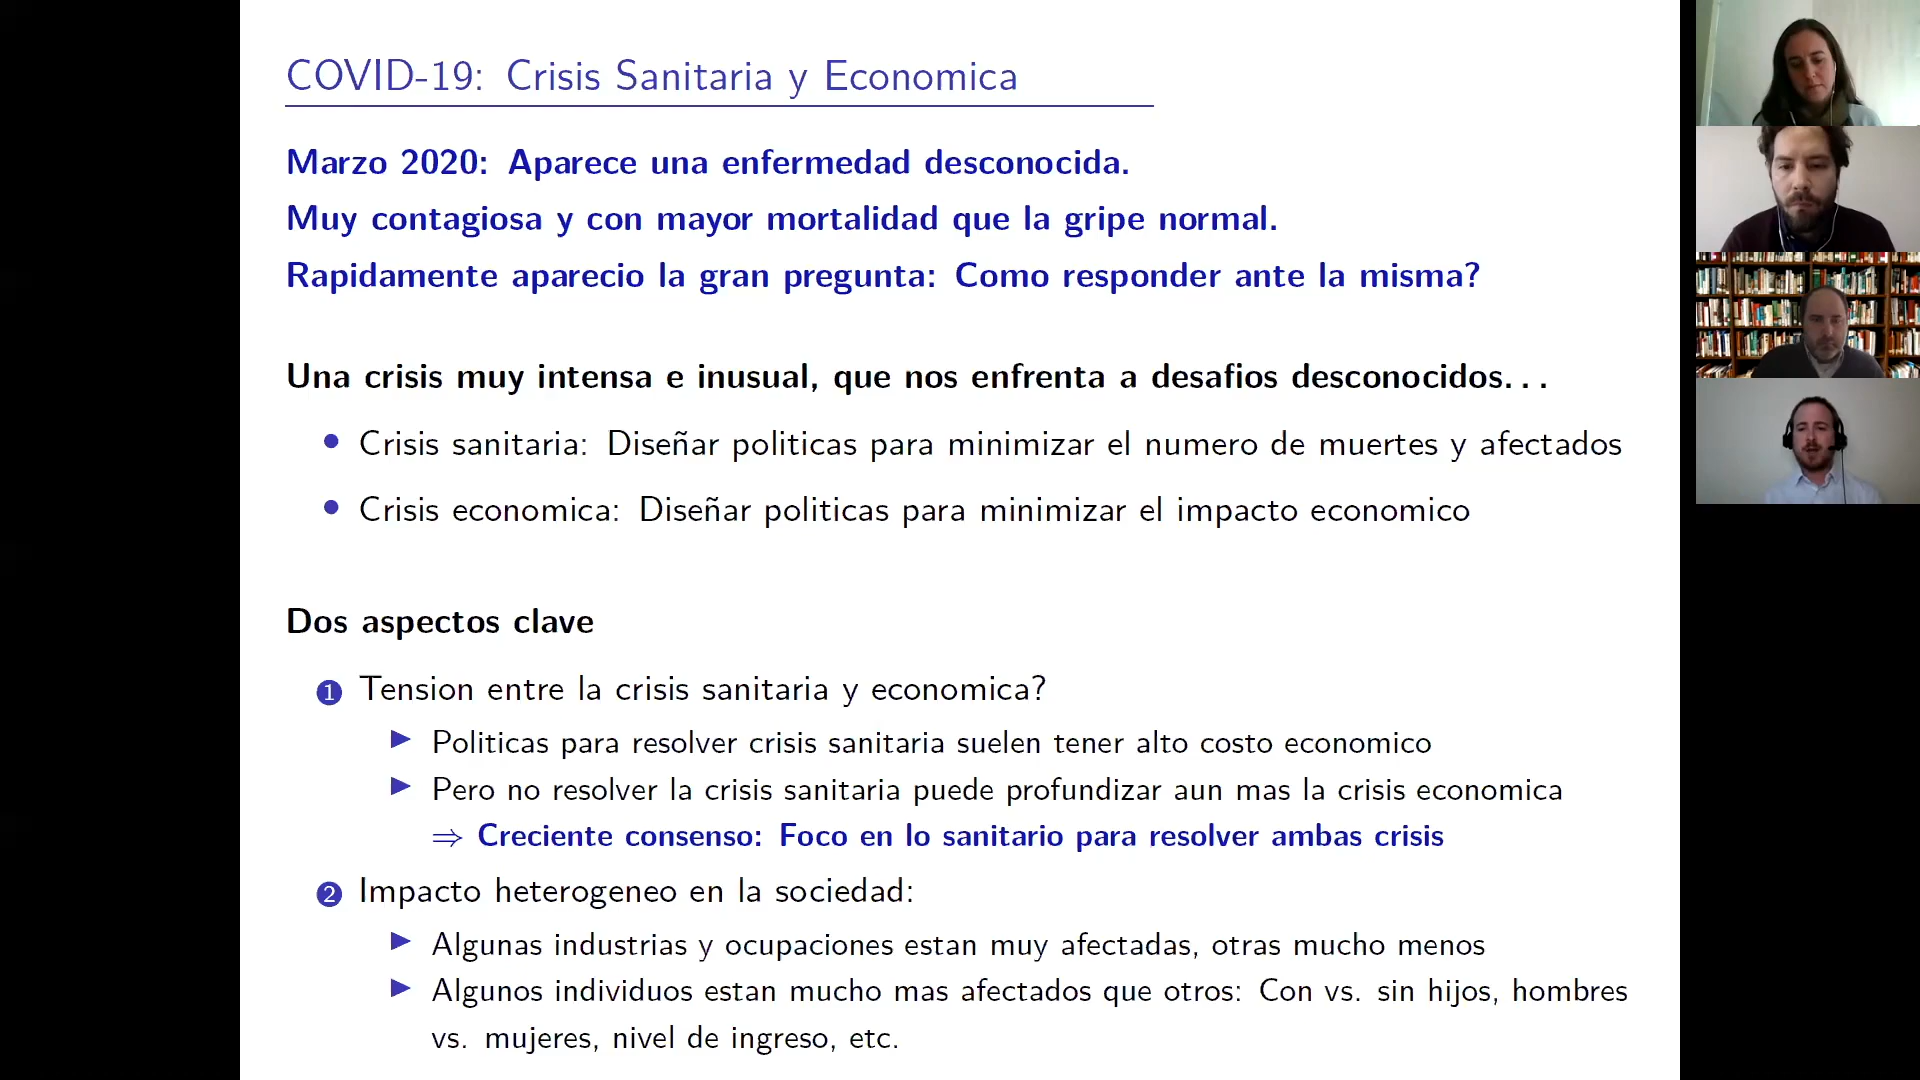 COVID-19: Crisis Sanitaria y Economica
Marzo 2020: Aparece una enfermedad desconocida.
Muy contagiosa y con mayor mortalidad que la gripe normal.
Rapidamente aparecio la gran pregunta: Como responder ante la misma?
Una crisis muy intensa e inusual, que nos enfrenta a desafios desconocidos...
• Crisis sanitaria: Diseñar politicas para minimizar el numero de muertes y afectados
• Crisis economica: Diseñar politicas para minimizar el impacto economico
Dos aspectos clave
1 Tension entre la crisis sanitaria y economica?
▶ Politicas para resolver crisis sanitaria suelen tener alto costo economico
▶ Pero no resolver la crisis sanitaria puede profundizar aun mas la crisis economica
⇒ Creciente consenso: Foco en lo sanitario para resolver ambas crisis
2 Impacto heterogeneo en la sociedad:
▶ Algunas industrias y ocupaciones estan muy afectadas, otras mucho menos
▶ Algunos individuos estan mucho mas afectados que otros: Con vs. sin hijos, hombres
vs. mujeres, nivel de ingreso, etc.